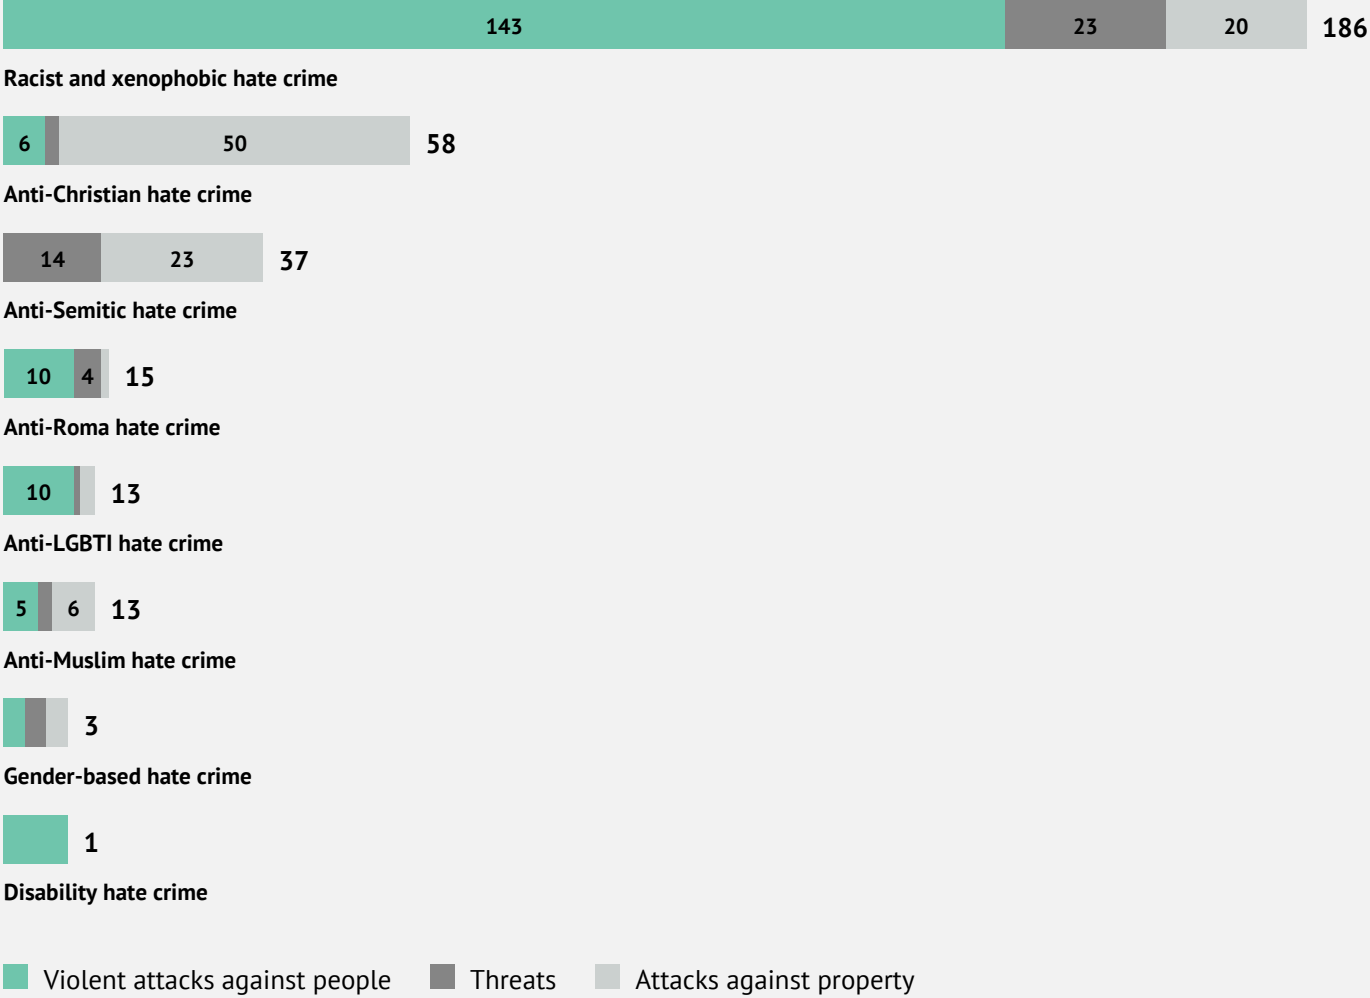 143 23 20 186
Racist and xenophobic hate crime
6 50 58
Anti-Christian hate crime
14 23 37
Anti-Semitic hate crime
10 4 15
Anti-Roma hate crime
10 13
Anti-LGBTI hate crime
5 6 13
Anti-Muslim hate crime
3
Gender-based hate crime
1
Disability hate crime
Violent attacks against people Threats Attacks against property